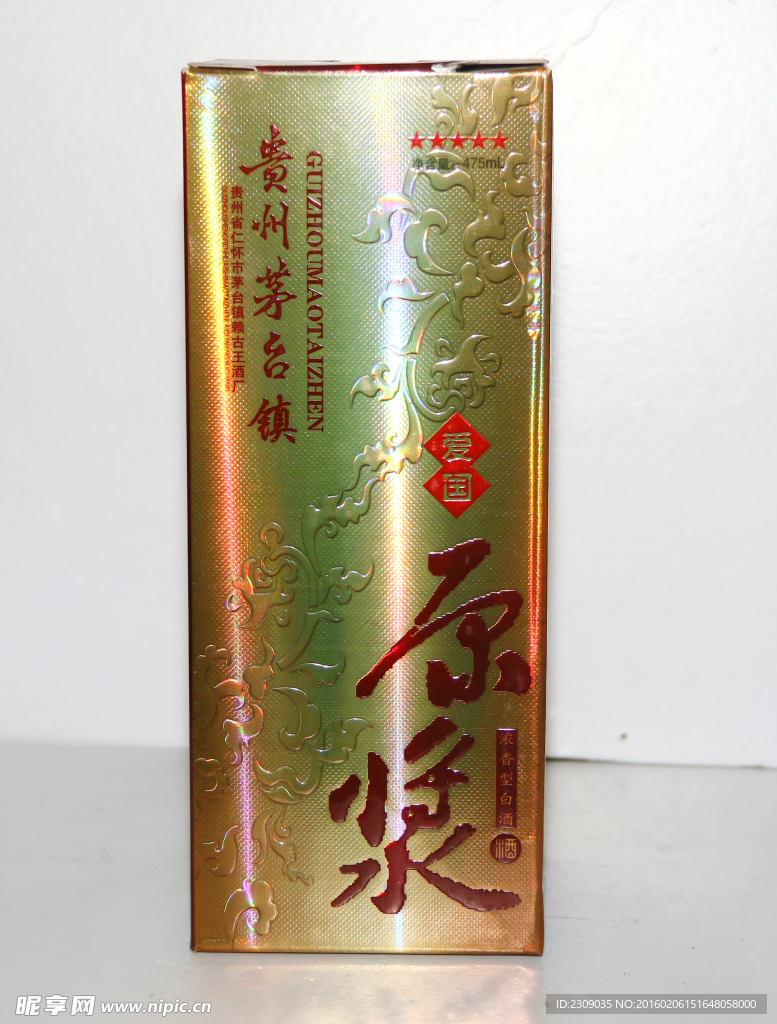 ★★★★★
净含量:475mL
贵州茅台镇
GUIZHOUMAOTAIZHEN
贵州省仁怀市茅台镇赖古王酒厂
爱国
原浆
浓香型白酒
酒
昵享网 www.nipic.cn
ID:2309035 NO:20160206151648058000